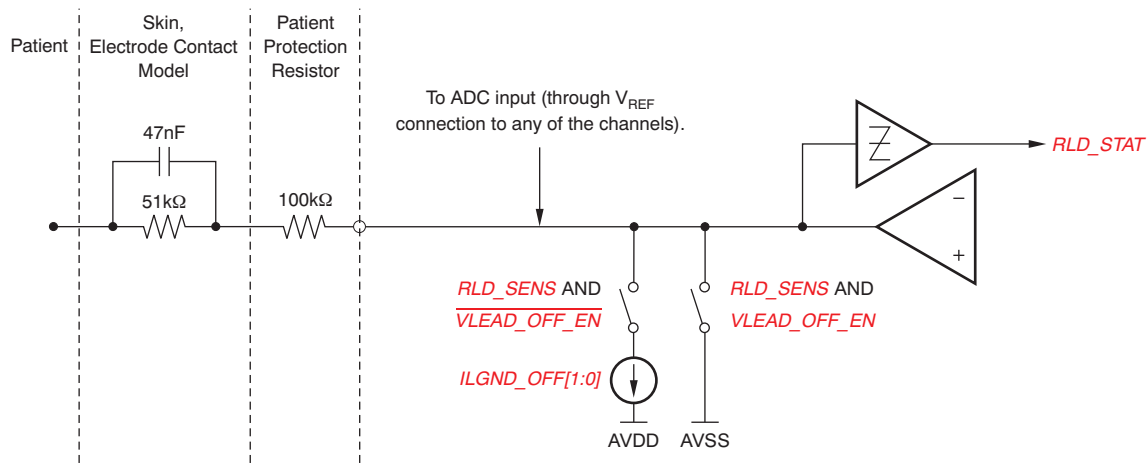 Patient
Skin,
Electrode Contact
Model
Patient
Protection
Resistor
To ADC input (through VREF
connection to any of the channels).
47nF
51kΩ
100kΩ
RLD_STAT
−
+
RLD_SENS AND
VLEAD_OFF_EN
RLD_SENS AND
VLEAD_OFF_EN
ILGND_OFF[1:0]
AVDD
AVSS